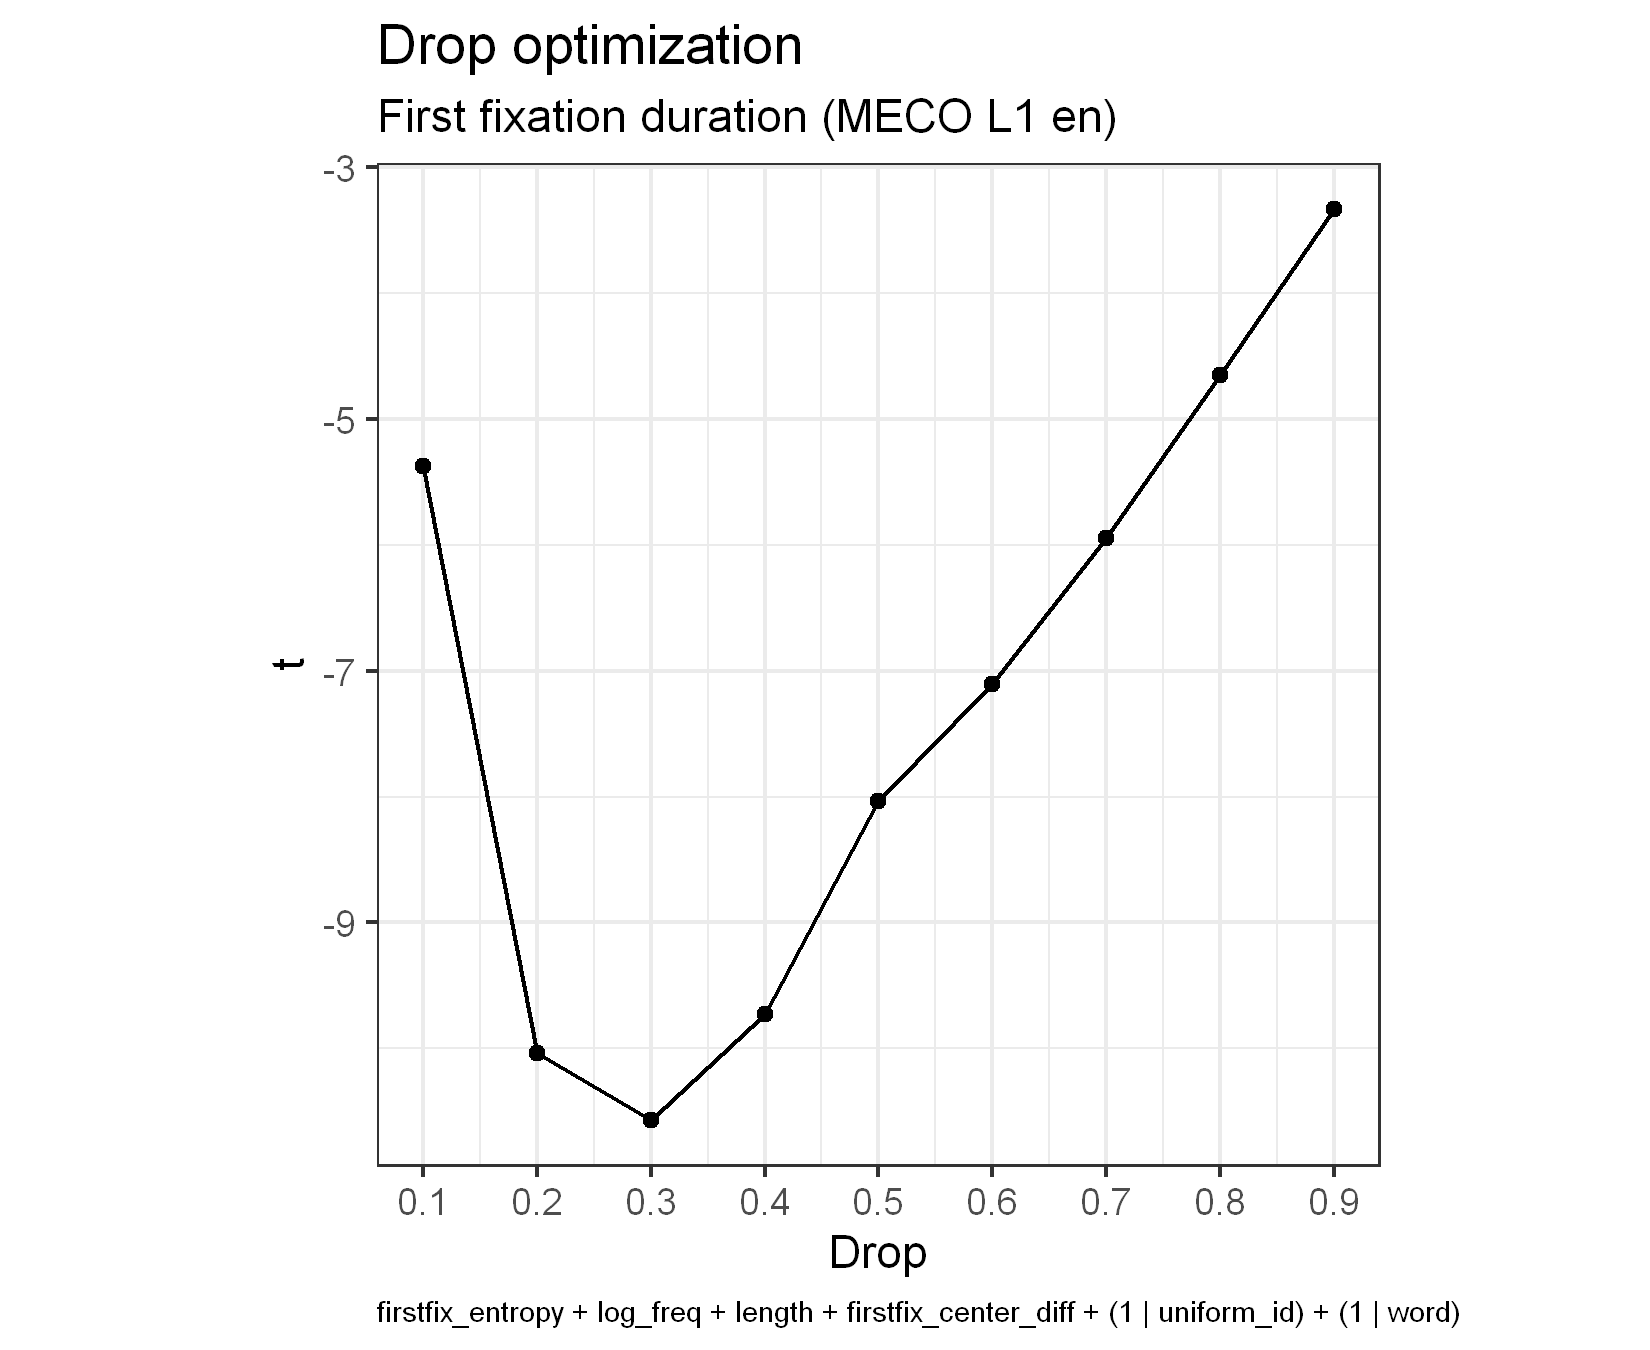 Drop optimization
First fixation duration (MECO L1 en)
-3
-5
-7
-9
t
0.1 0.2 0.3 0.4 0.5 0.6 0.7 0.8 0.9
Drop
firstfix_entropy + log_freq + length + firstfix_center_diff + (1 | uniform_id) + (1 | word)